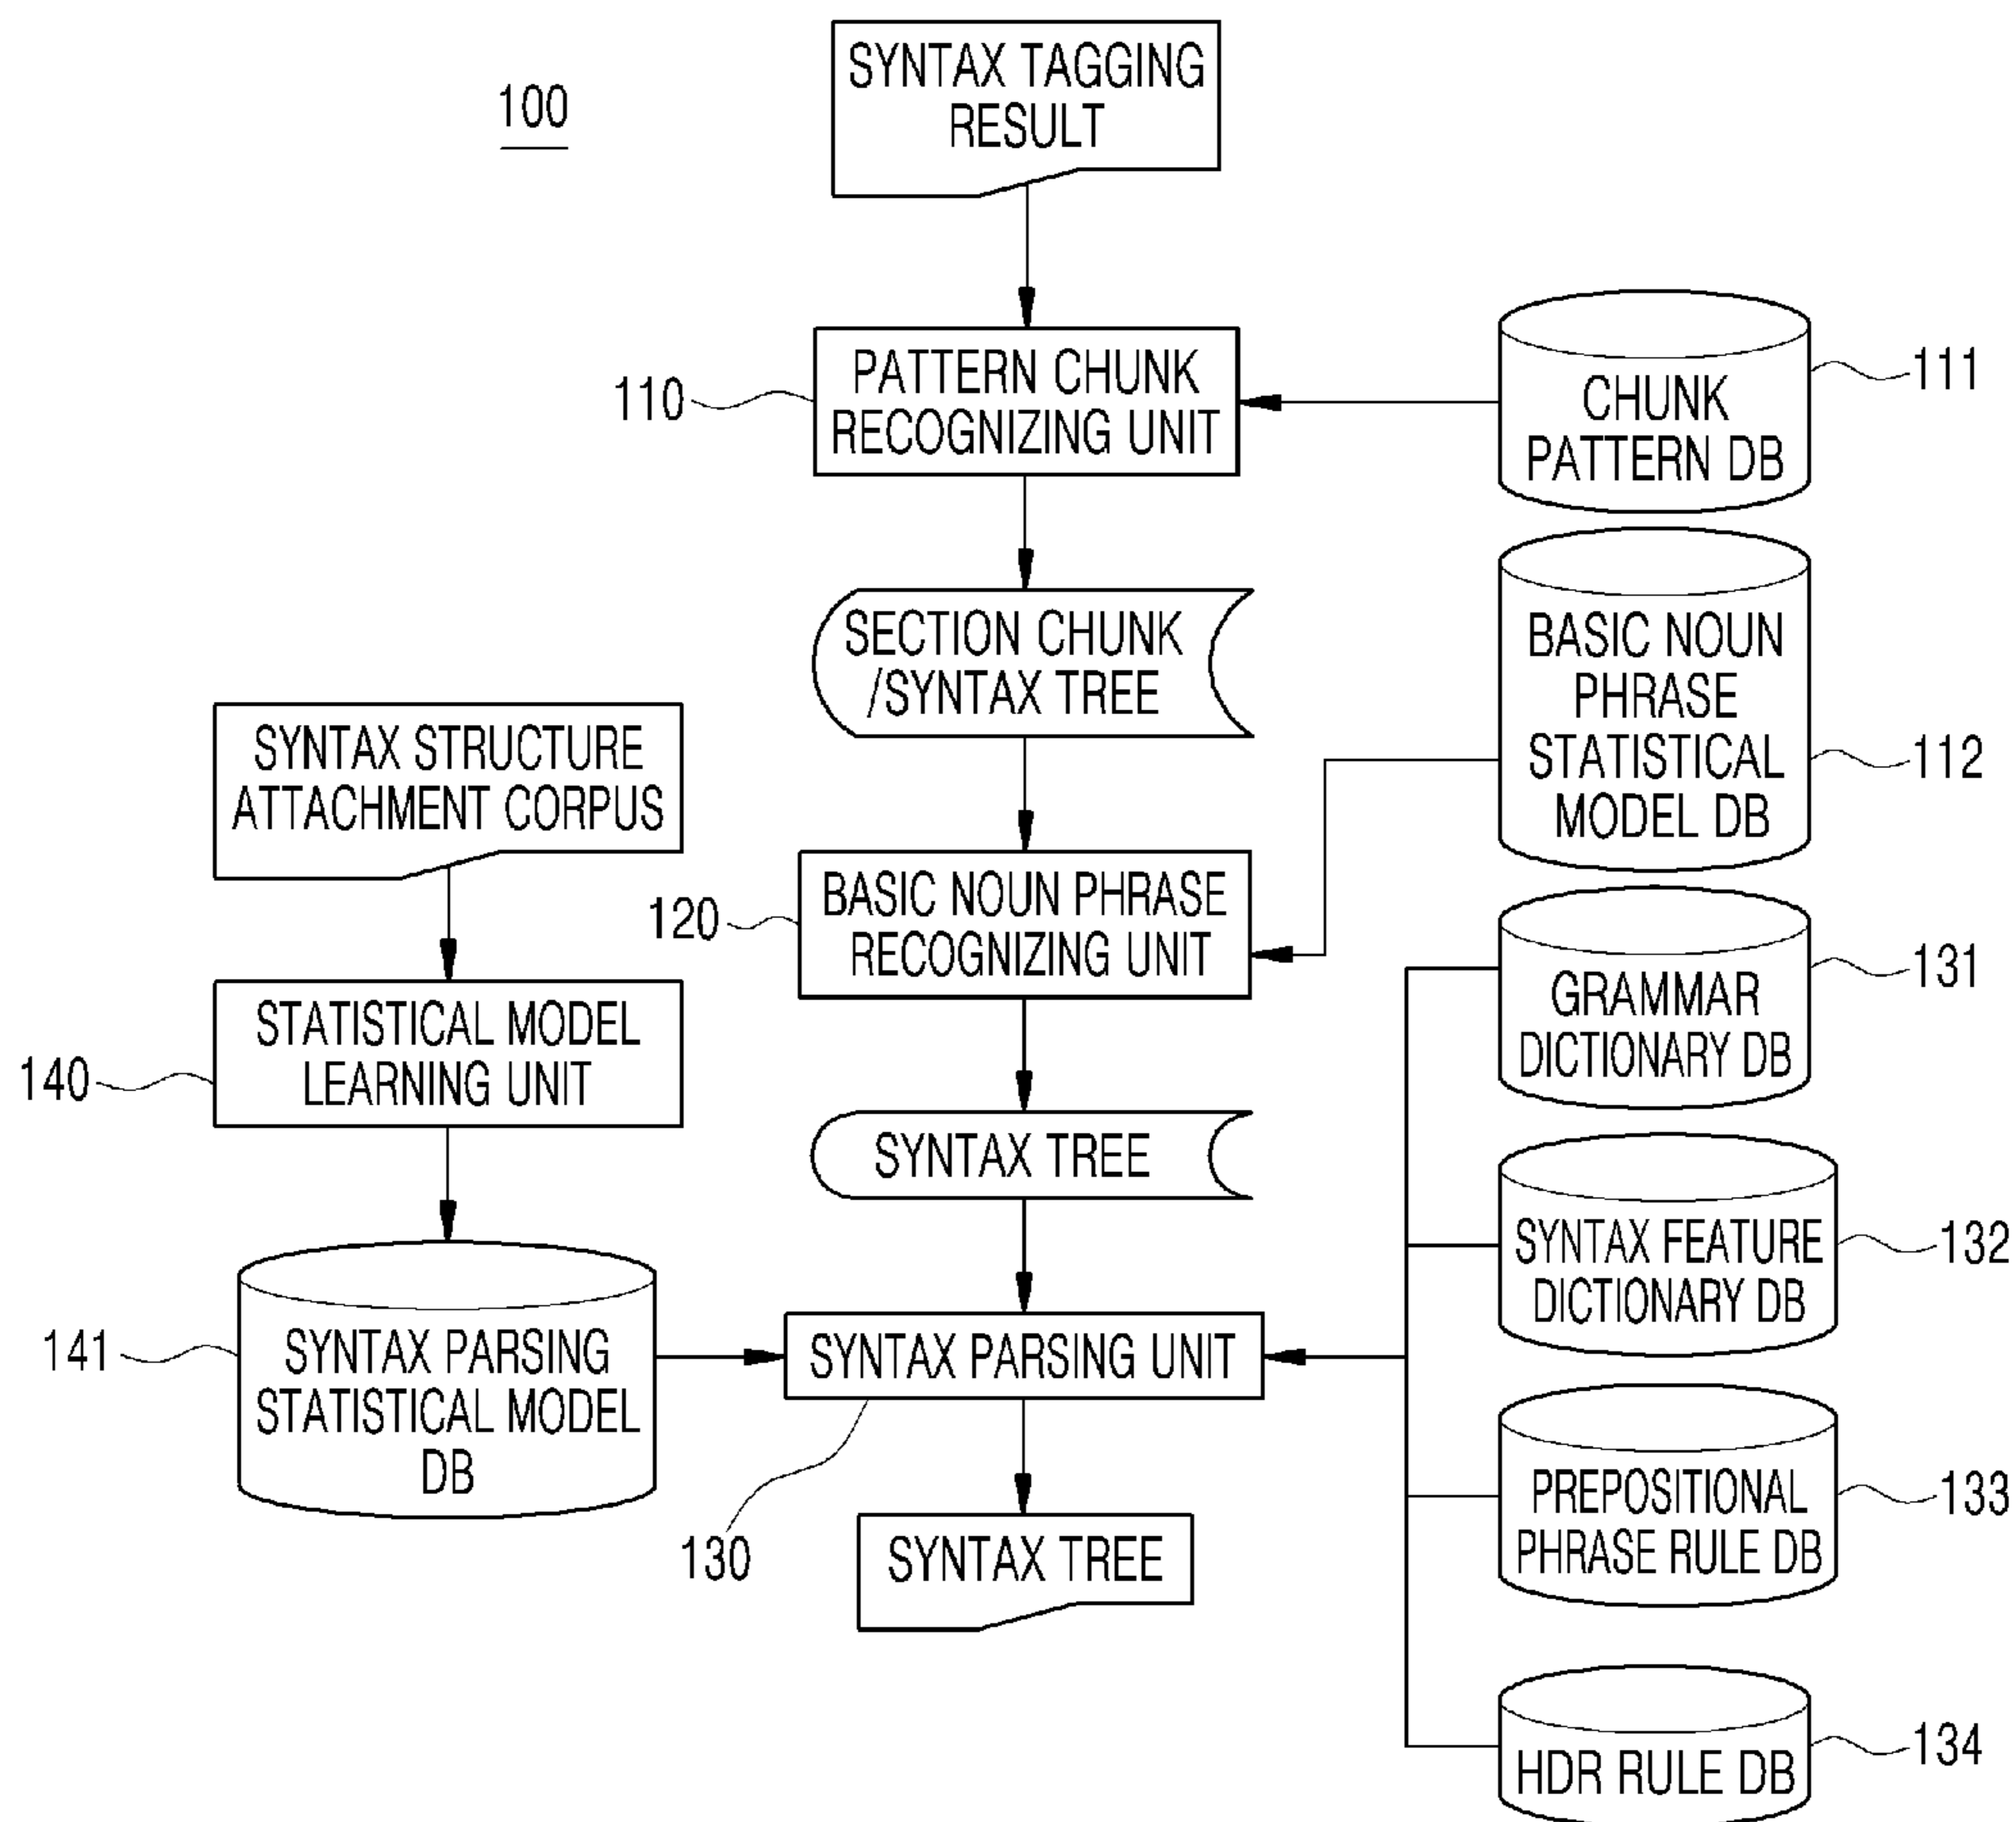 100
SYNTAX TAGGING
RESULT
110
PATTERN CHUNK
RECOGNIZING UNIT
CHUNK
PATTERN DB
111
SECTION CHUNK
/SYNTAX TREE
BASIC NOUN
PHRASE
STATISTICAL
MODEL DB
112
SYNTAX STRUCTURE
ATTACHMENT CORPUS
120
BASIC NOUN PHRASE
RECOGNIZING UNIT
GRAMMAR
DICTIONARY DB
131
140
STATISTICAL MODEL
LEARNING UNIT
SYNTAX TREE
SYNTAX FEATURE
DICTIONARY DB
132
141
SYNTAX PARSING
STATISTICAL MODEL
DB
SYNTAX PARSING UNIT
130
PREPOSITIONAL
PHRASE RULE DB
133
SYNTAX TREE
HDR RULE DB
134